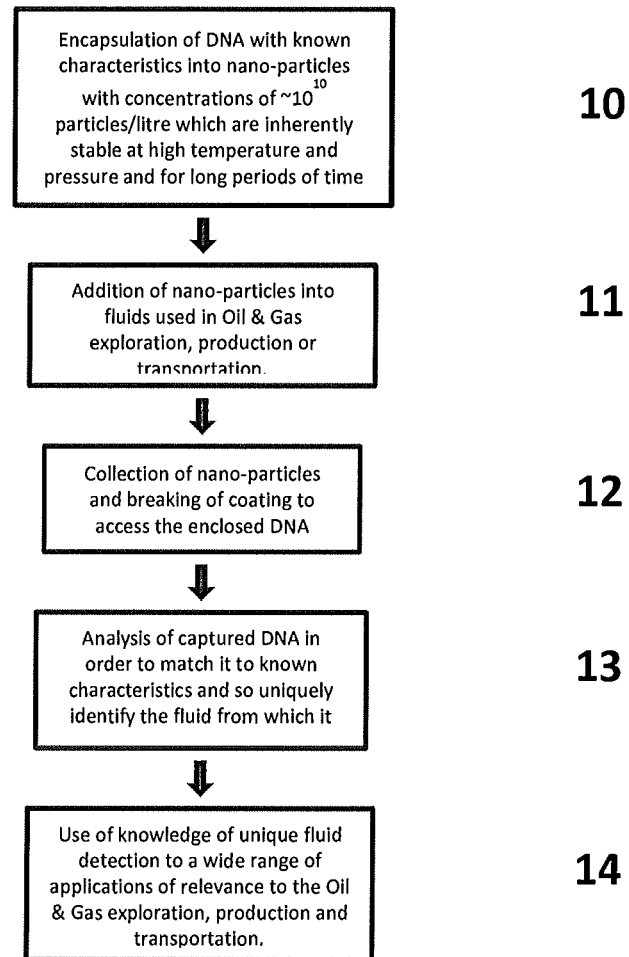 Encapsulation of DNA with known
characteristics into nano-particles
with concentrations of ~10^10
particles/litre which are inherently
stable at high temperature and
pressure and for long periods of time
10
Addition of nano-particles into
fluids used in Oil & Gas
exploration, production or
transportation.
11
Collection of nano-particles
and breaking of coating to
access the enclosed DNA
12
Analysis of captured DNA in
order to match it to known
characteristics and so uniquely
identify the fluid from which it
13
Use of knowledge of unique fluid
detection to a wide range of
applications of relevance to the Oil
& Gas exploration, production and
transportation.
14